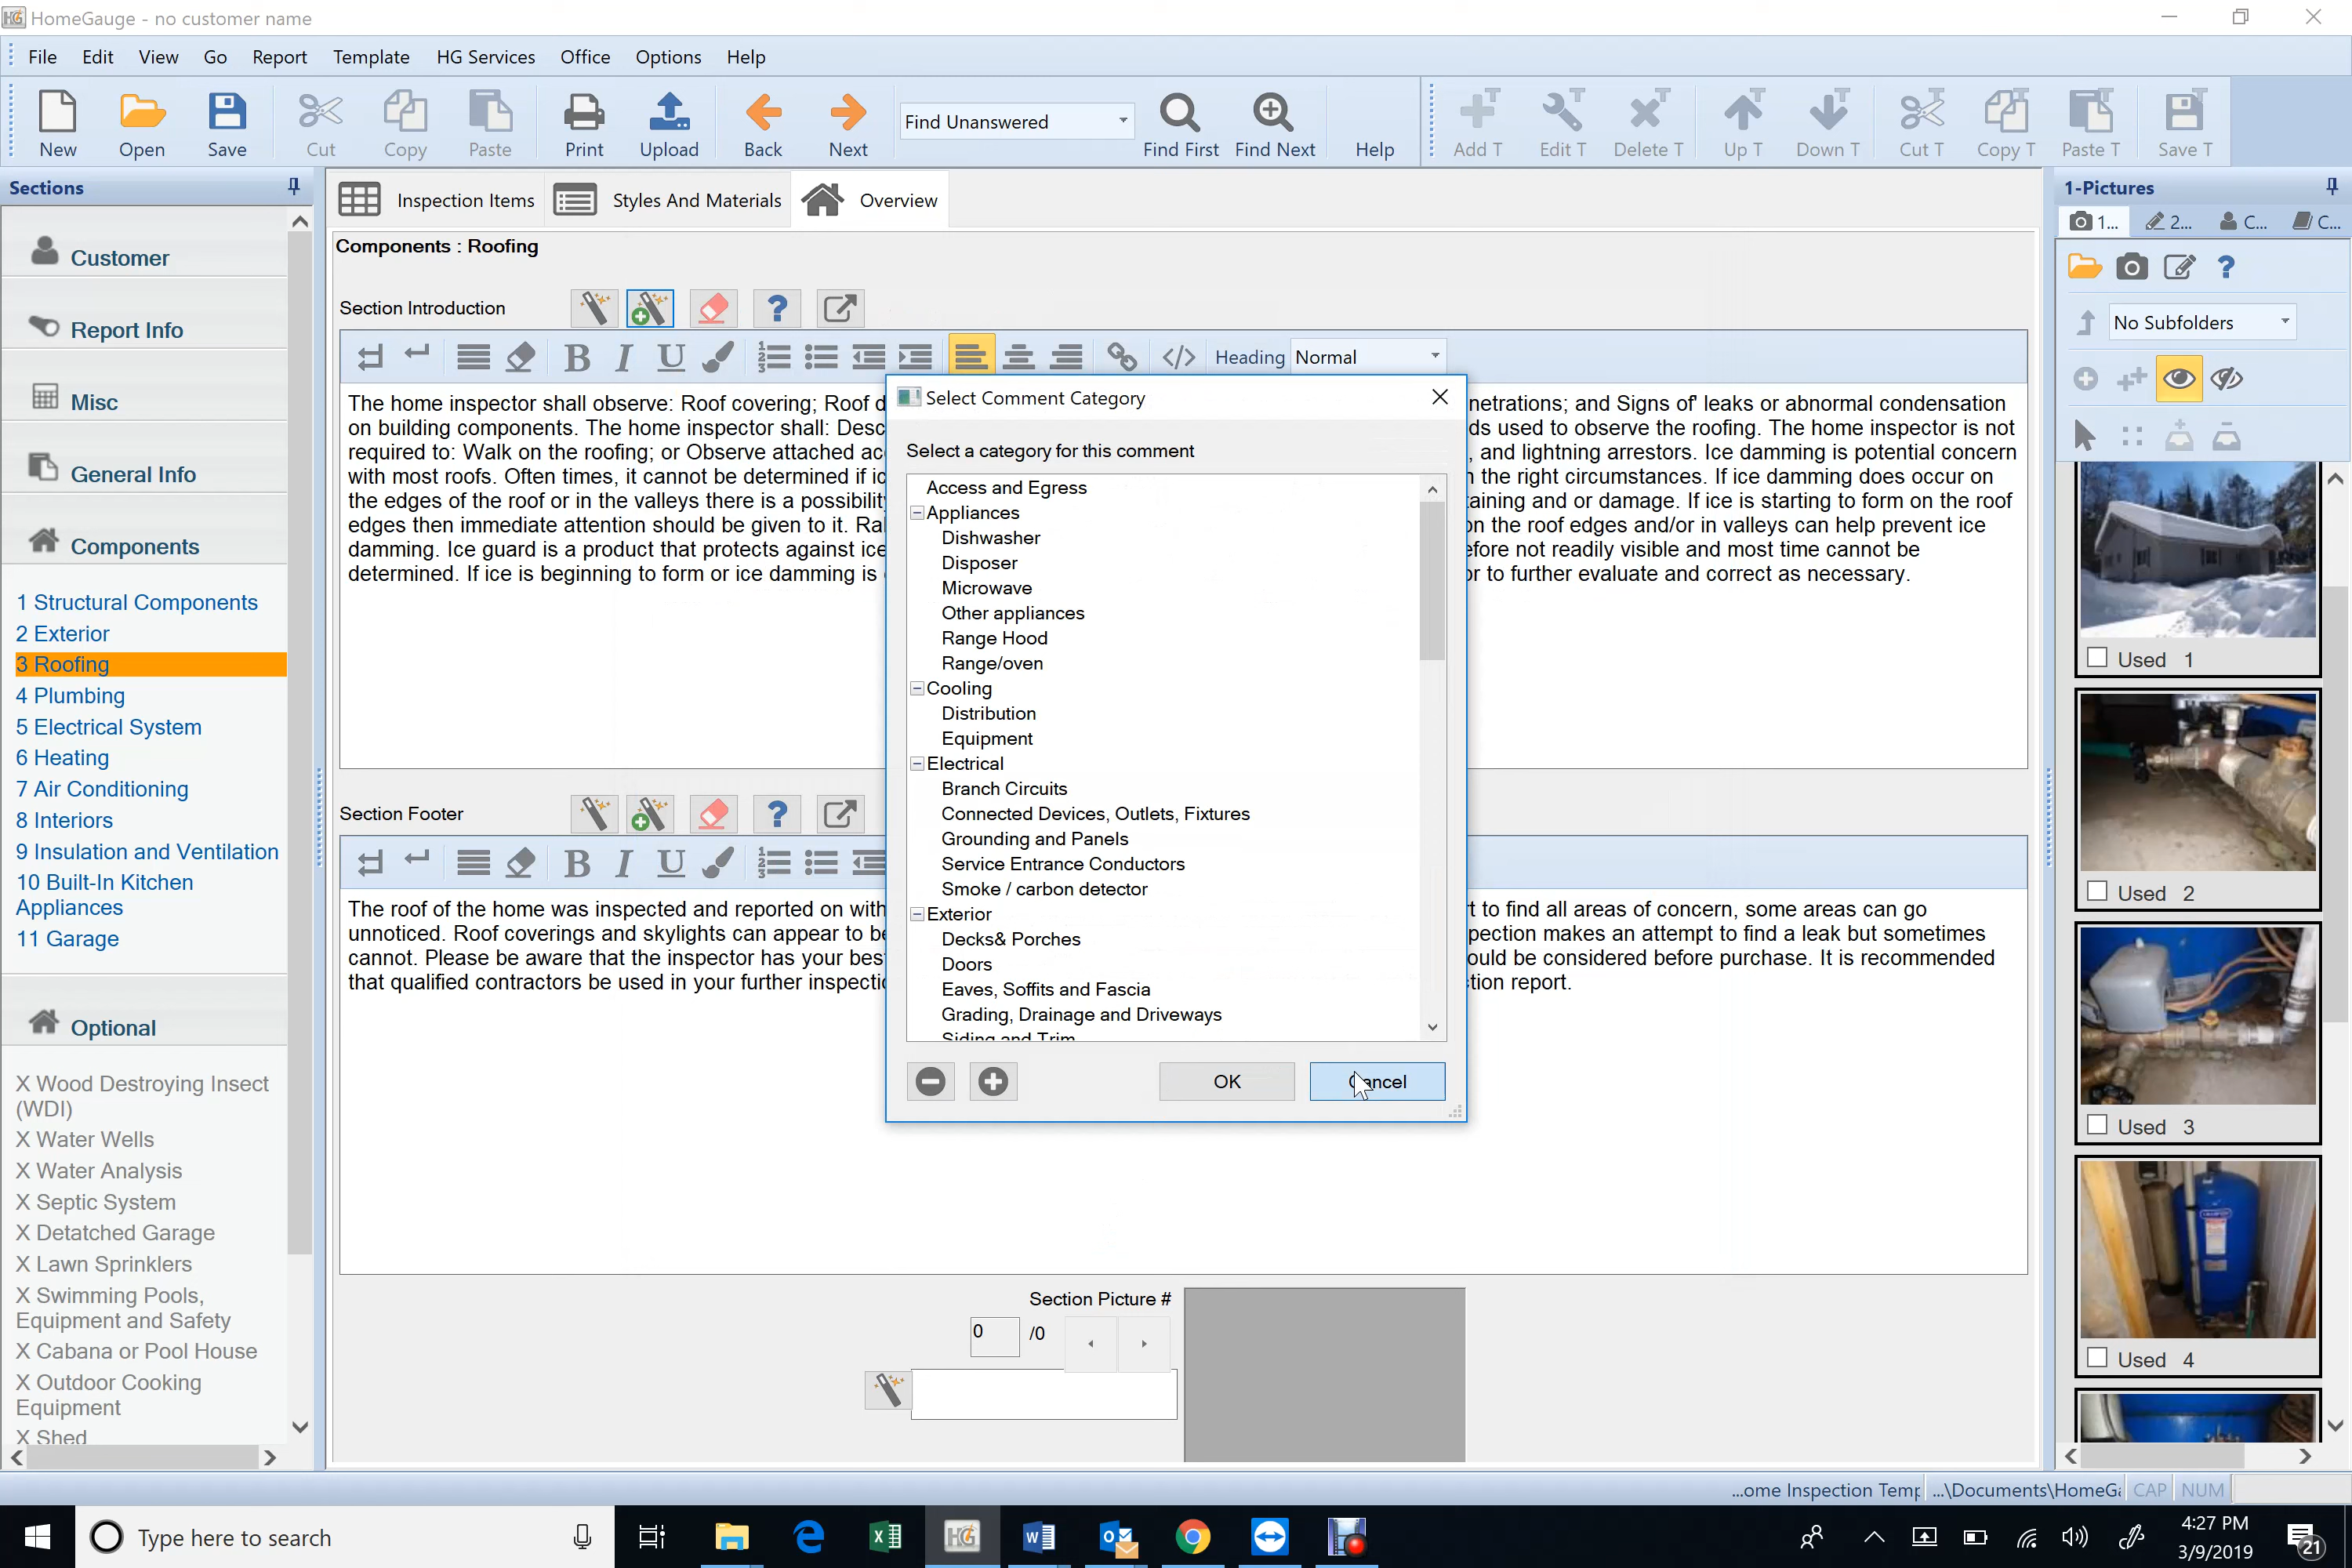 HomeGauge - no customer name
File Edit View Go Report Template HG Services Office Options Help
New Open Save Cut Copy Paste Print Upload Back Next Find Unanswered Find First Find Next Help Add T Edit T Delete T Up T Down T Cut T Copy T Paste T Save T
Sections
Customer
Report Info
Misc
General Info
Components
1 Structural Components
2 Exterior
3 Roofing
4 Plumbing
5 Electrical System
6 Heating
7 Air Conditioning
8 Interiors
9 Insulation and Ventilation
10 Built-In Kitchen
Appliances
11 Garage
Optional
X Wood Destroying Insect
(WDI)
X Water Wells
X Water Analysis
X Septic System
X Detatched Garage
X Lawn Sprinklers
X Swimming Pools,
Equipment and Safety
X Cabana or Pool House
X Outdoor Cooking
Equipment
X Shed
Inspection Items Styles And Materials Overview
Components : Roofing
Section Introduction
B I U Heading Normal
The home inspector shall observe: Roof covering; Roof d
netrations; and Signs of' leaks or abnormal condensation
on building components. The home inspector shall: Desc
ds used to observe the roofing. The home inspector is not
required to: Walk on the roofing; or Observe attached ac
, and lightning arrestors. Ice damming is potential concern
with most roofs. Often times, it cannot be determined if ic
n the right circumstances. If ice damming does occur on
the edges of the roof or in the valleys there is a possibility
taining and or damage. If ice is starting to form on the roof
edges then immediate attention should be given to it. Ral
on the roof edges and/or in valleys can help prevent ice
damming. Ice guard is a product that protects against ice
efore not readily visible and most time cannot be
determined. If ice is beginning to form or ice damming is
or to further evaluate and correct as necessary.
Section Footer
B I U
The roof of the home was inspected and reported on with
t to find all areas of concern, some areas can go
unnoticed. Roof coverings and skylights can appear to be
pection makes an attempt to find a leak but sometimes
cannot. Please be aware that the inspector has your best
ould be considered before purchase. It is recommended
that qualified contractors be used in your further inspectio
tion report.
Section Picture #
0 /0
Select Comment Category
Select a category for this comment
Access and Egress
Appliances
Dishwasher
Disposer
Microwave
Other appliances
Range Hood
Range/oven
Cooling
Distribution
Equipment
Electrical
Branch Circuits
Connected Devices, Outlets, Fixtures
Grounding and Panels
Service Entrance Conductors
Smoke / carbon detector
Exterior
Decks& Porches
Doors
Eaves, Soffits and Fascia
Grading, Drainage and Driveways
Siding and Trim
OK Cancel
1-Pictures
1... 2... C... C...
No Subfolders
Used 1
Used 2
Used 3
Used 4
...ome Inspection Temp ...\Documents\HomeGa CAP NUM
Type here to search
4:27 PM
3/9/2019
21